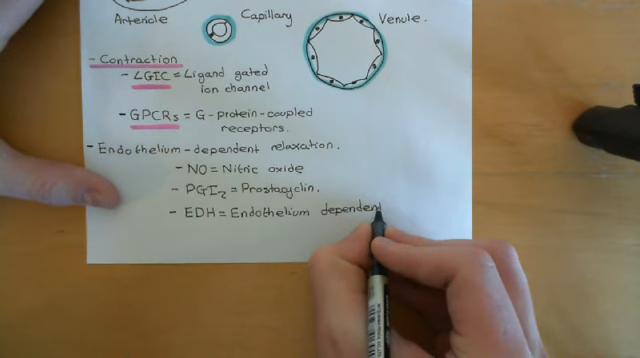 Arteriole Capillary Venule.
- Contraction
- LGIC = Ligand gated
ion channel
- GPCRs = G-protein-coupled
receptors.
- Endothelium-dependent relaxation.
- NO = Nitric oxide
- PGI2 = Prostacyclin.
- EDH = Endothelium dependent